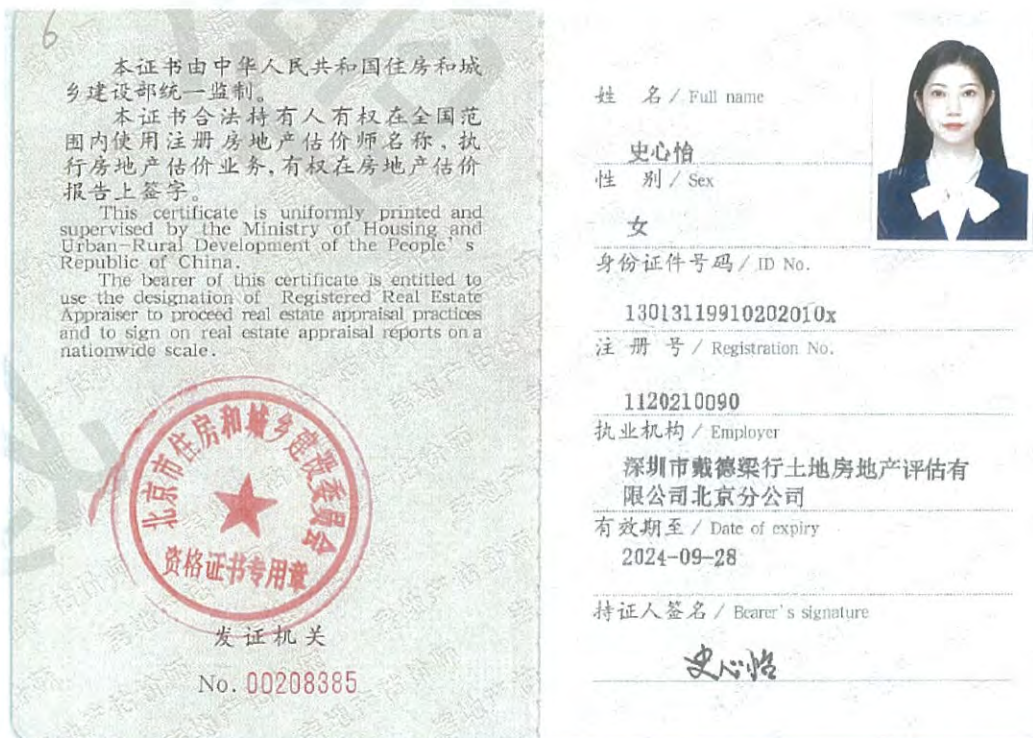 6
本证书由中华人民共和国住房和城
乡建设部统一监制。
本证书合法持有人有权在全国范
围内使用注册房地产估价师名称，执
行房地产估价业务，有权在房地产估价
报告上签字。
This certificate is uniformly printed and
supervised by the Ministry of Housing and
Urban-Rural Development of the People's
Republic of China.
The bearer of this certificate is entitled to
use the designation of Registered Real Estate
Appraiser to proceed real estate appraisal practices
and to sign on real estate appraisal reports on a
nationwide scale.
北京市住房和城乡建设委员会
资格证书专用章
发证机关
No. 00208385
姓 名 / Full name
史心怡
性 别 / Sex
女
身份证件号码 / ID No.
13013119910202010x
注 册 号 / Registration No.
1120210090
执业机构 / Employer
深圳市戴德梁行土地房地产评估有
限公司北京分公司
有效期至 / Date of expiry
2024-09-28
持证人签名 / Bearer's signature
史心怡